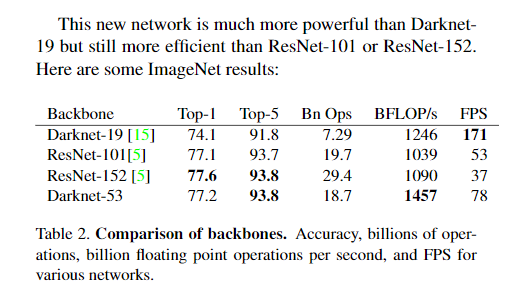 This new network is much more powerful than Darknet-
19 but still more efficient than ResNet-101 or ResNet-152.
Here are some ImageNet results:
Backbone Top-1 Top-5 Bn Ops BFLOP/s FPS
Darknet-19 [15] 74.1 91.8 7.29 1246 171
ResNet-101[5] 77.1 93.7 19.7 1039 53
ResNet-152 [5] 77.6 93.8 29.4 1090 37
Darknet-53 77.2 93.8 18.7 1457 78
Table 2. Comparison of backbones. Accuracy, billions of oper-
ations, billion floating point operations per second, and FPS for
various networks.